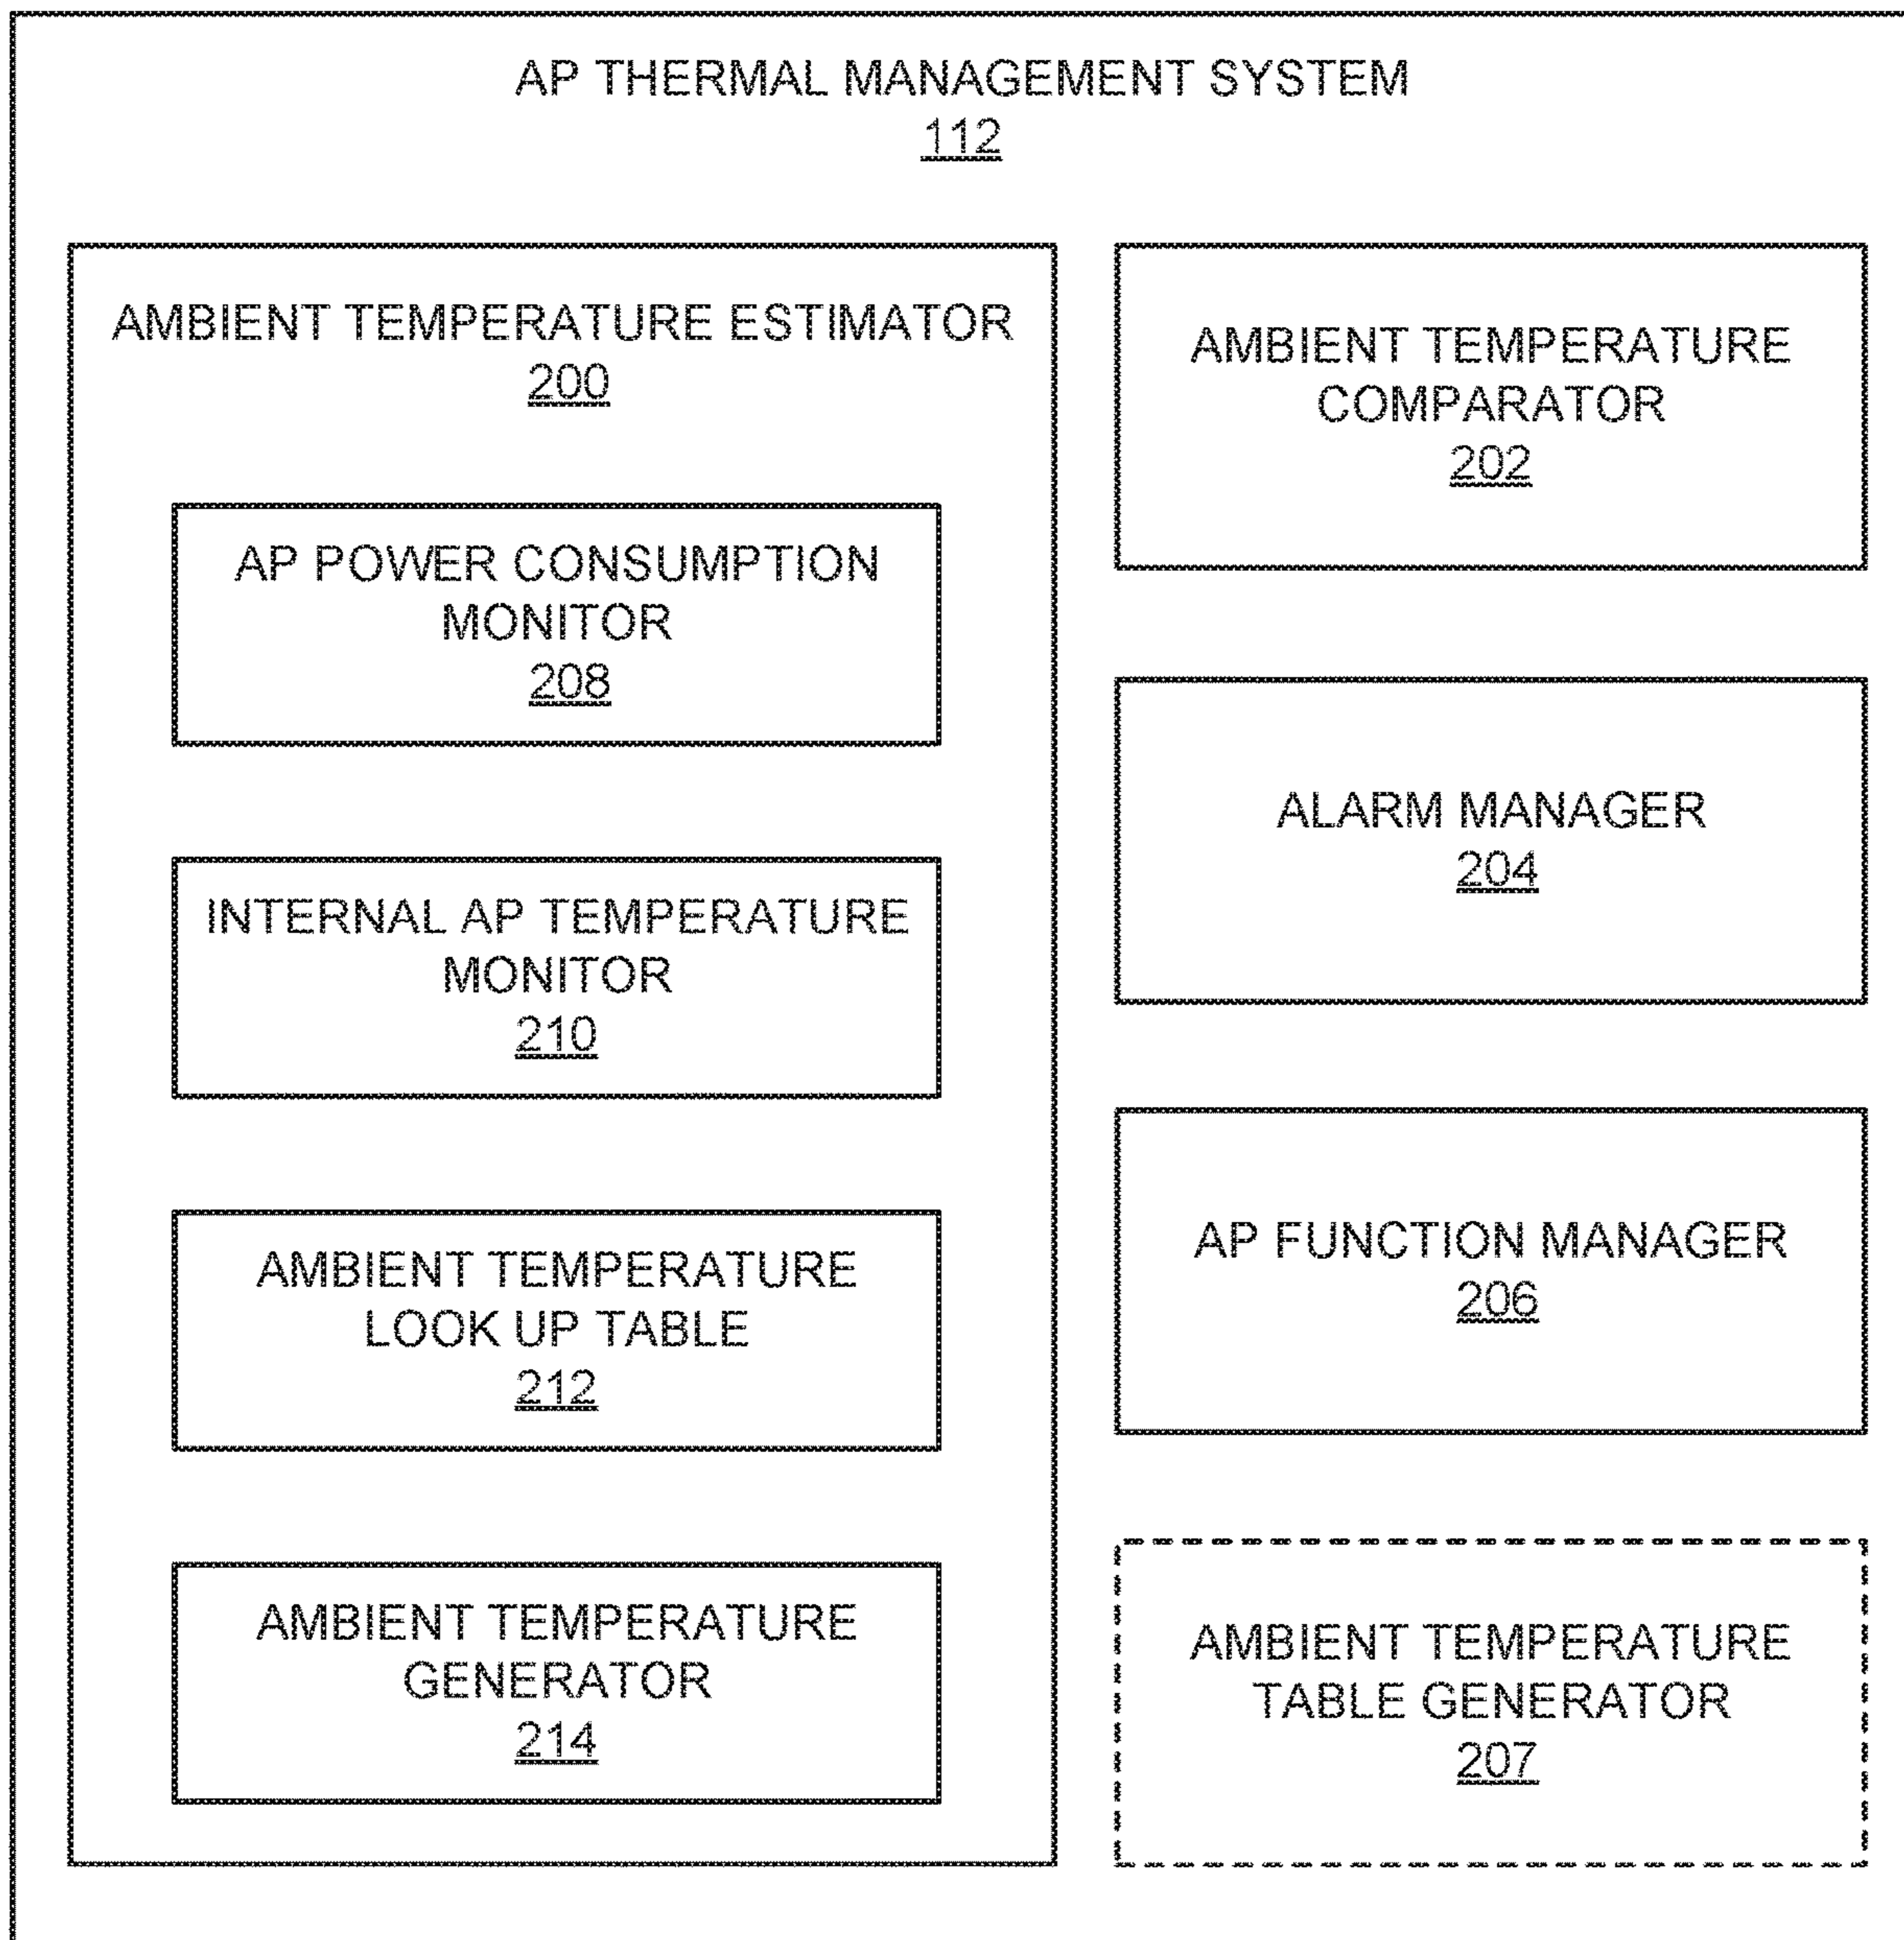 AP THERMAL MANAGEMENT SYSTEM
112
AMBIENT TEMPERATURE ESTIMATOR
200
AP POWER CONSUMPTION
MONITOR
208
INTERNAL AP TEMPERATURE
MONITOR
210
AMBIENT TEMPERATURE
LOOK UP TABLE
212
AMBIENT TEMPERATURE
GENERATOR
214
AMBIENT TEMPERATURE
COMPARATOR
202
ALARM MANAGER
204
AP FUNCTION MANAGER
206
AMBIENT TEMPERATURE
TABLE GENERATOR
207